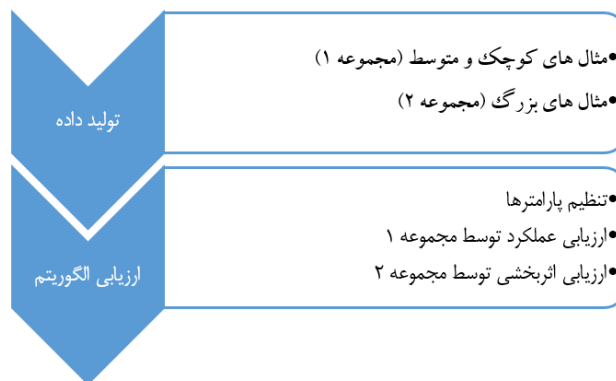 تولید داده
•مثال های کوچک و متوسط (مجموعه ۱)
•مثال های بزرگ (مجموعه ۲)
ارزیابی الگوریتم
•تنظیم پارامترها
•ارزیابی عملکرد توسط مجموعه ۱
•ارزیابی اثربخشی توسط مجموعه ۲